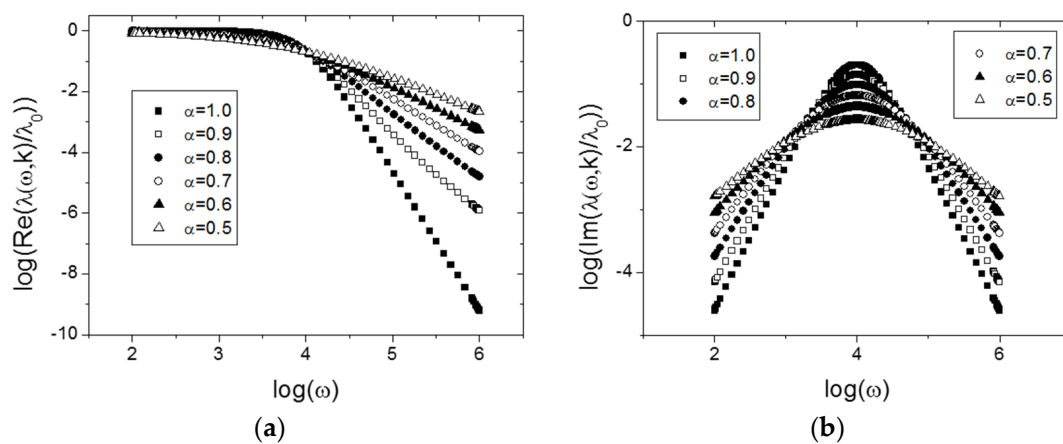 0
-2
-4
-6
-8
-10
2
3
4
5
6
log(Re(λ(ω,k)/λ₀))
log(ω)
α=1.0
α=0.9
α=0.8
α=0.7
α=0.6
α=0.5
(a)
0
-2
-4
2
4
6
log(Im(λ(ω,k)/λ₀)
log(ω)
α=1.0
α=0.9
α=0.8
α=0.7
α=0.6
α=0.5
(b)